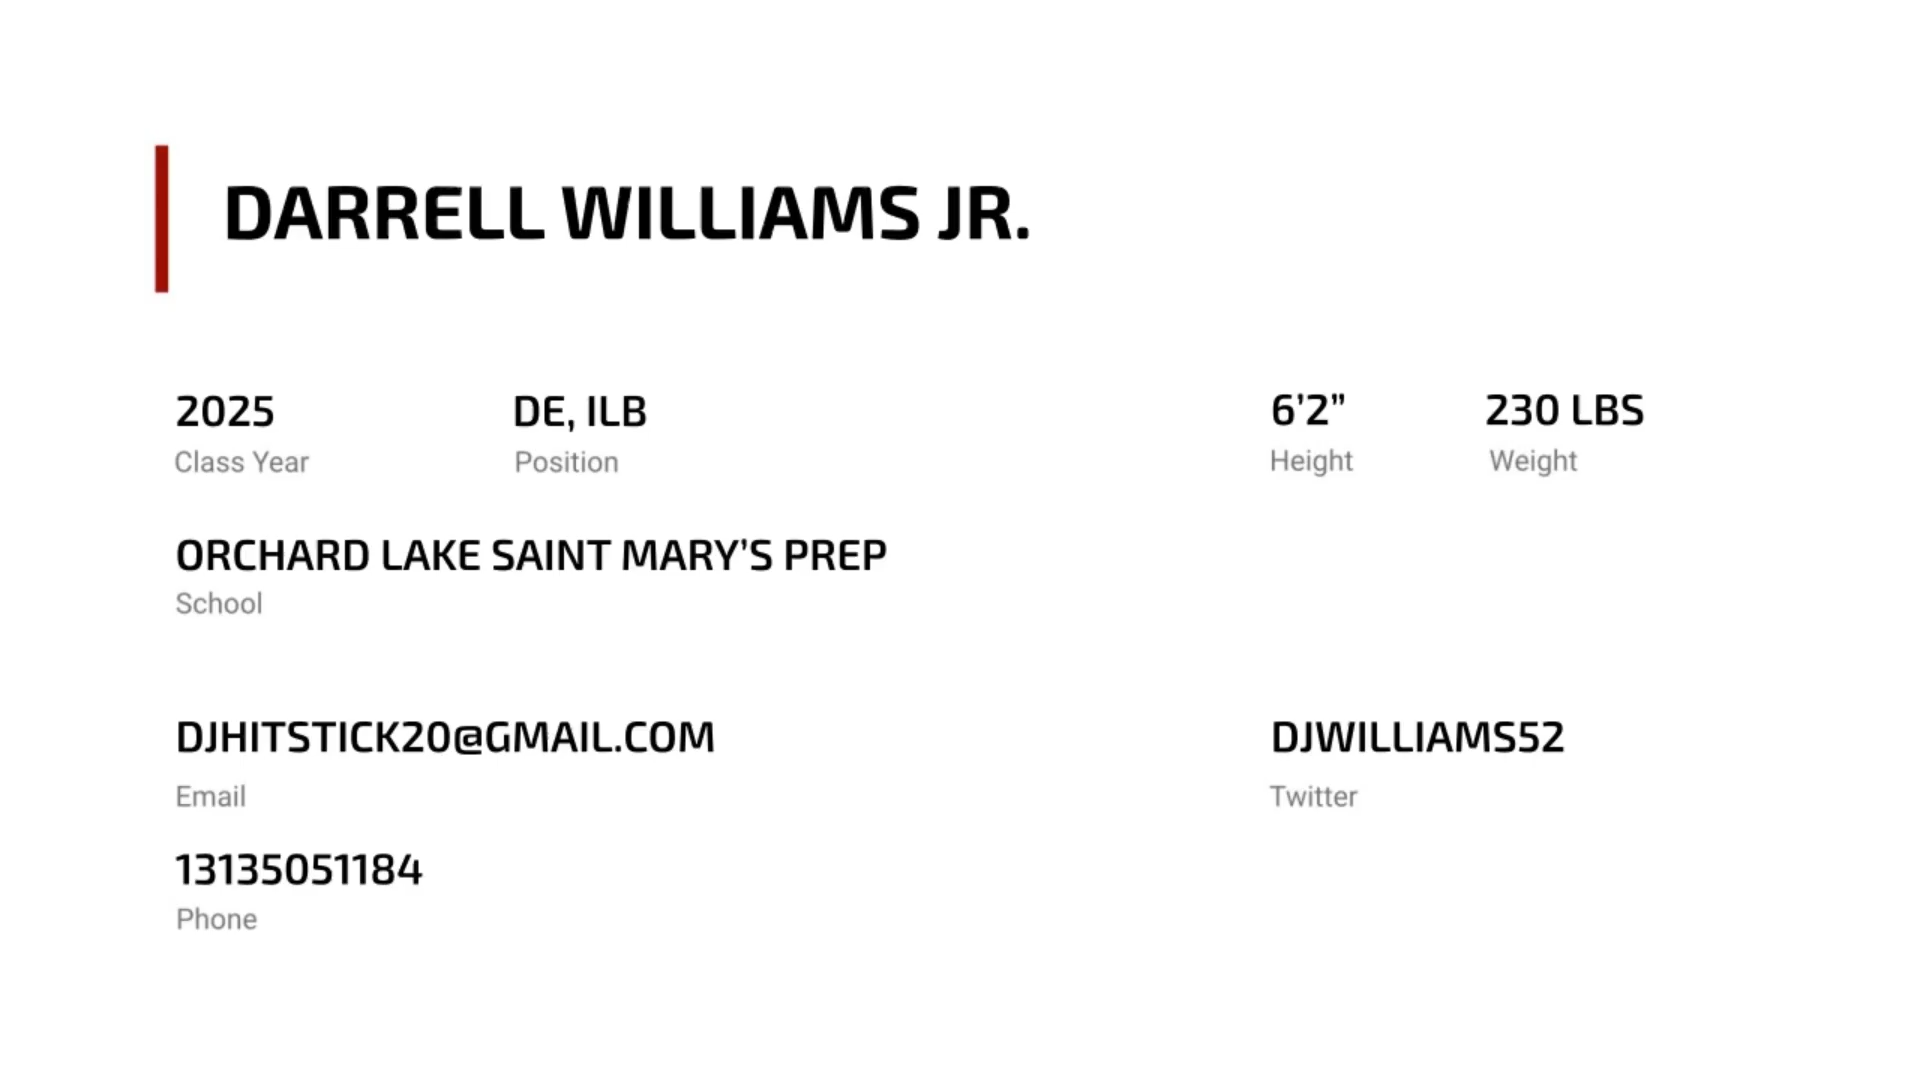 DARRELL WILLIAMS JR.
2025
Class Year
DE, ILB
Position
6’2”
Height
230 LBS
Weight
ORCHARD LAKE SAINT MARY’S PREP
School
DJHITSTICK20@GMAIL.COM
Email
DJWILLIAMS52
Twitter
13135051184
Phone